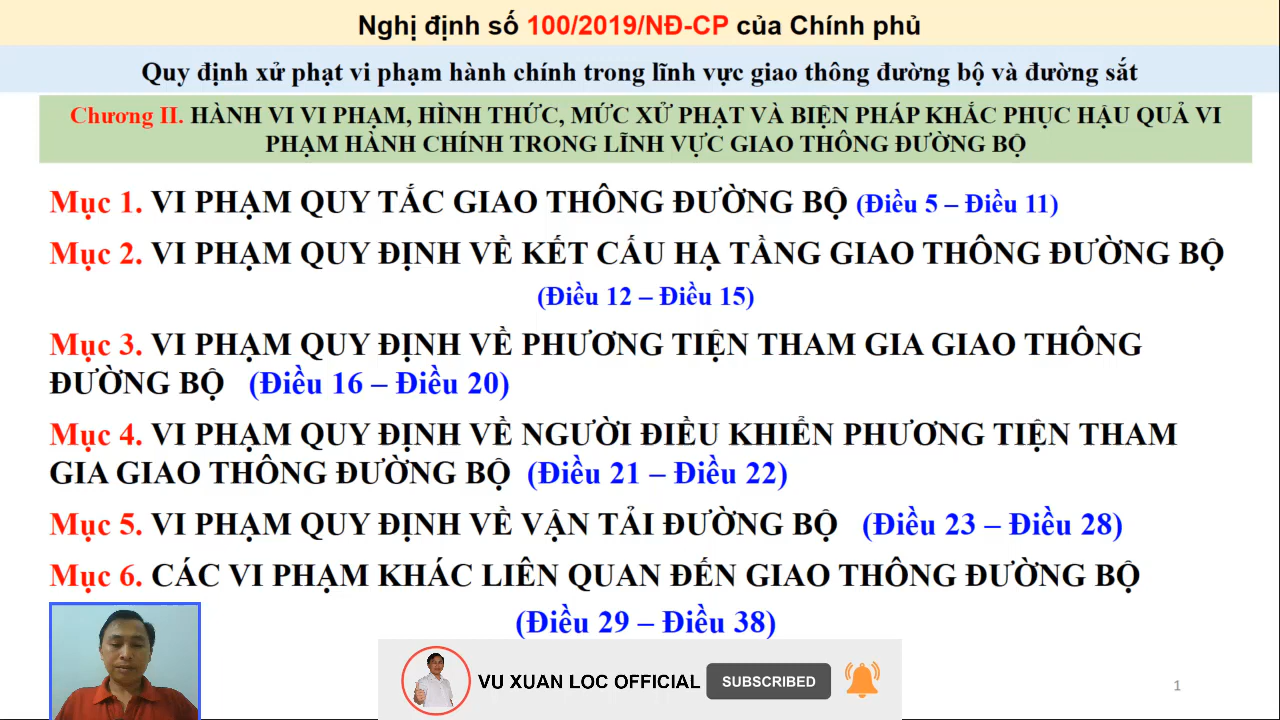 Nghị định số 100/2019/NĐ-CP của Chính phủ
Quy định xử phạt vi phạm hành chính trong lĩnh vực giao thông đường bộ và đường sắt
Chương II. HÀNH VI VI PHẠM, HÌNH THỨC, MỨC XỬ PHẠT VÀ BIỆN PHÁP KHẮC PHỤC HẬU QUẢ VI
PHẠM HÀNH CHÍNH TRONG LĨNH VỰC GIAO THÔNG ĐƯỜNG BỘ
Mục 1. VI PHẠM QUY TẮC GIAO THÔNG ĐƯỜNG BỘ (Điều 5 – Điều 11)
Mục 2. VI PHẠM QUY ĐỊNH VỀ KẾT CẤU HẠ TẦNG GIAO THÔNG ĐƯỜNG BỘ
(Điều 12 – Điều 15)
Mục 3. VI PHẠM QUY ĐỊNH VỀ PHƯƠNG TIỆN THAM GIA GIAO THÔNG
ĐƯỜNG BỘ (Điều 16 – Điều 20)
Mục 4. VI PHẠM QUY ĐỊNH VỀ NGƯỜI ĐIỀU KHIỂN PHƯƠNG TIỆN THAM
GIA GIAO THÔNG ĐƯỜNG BỘ (Điều 21 – Điều 22)
Mục 5. VI PHẠM QUY ĐỊNH VỀ VẬN TẢI ĐƯỜNG BỘ (Điều 23 – Điều 28)
Mục 6. CÁC VI PHẠM KHÁC LIÊN QUAN ĐẾN GIAO THÔNG ĐƯỜNG BỘ
(Điều 29 – Điều 38)
VU XUAN LOC OFFICIAL SUBSCRIBED
1